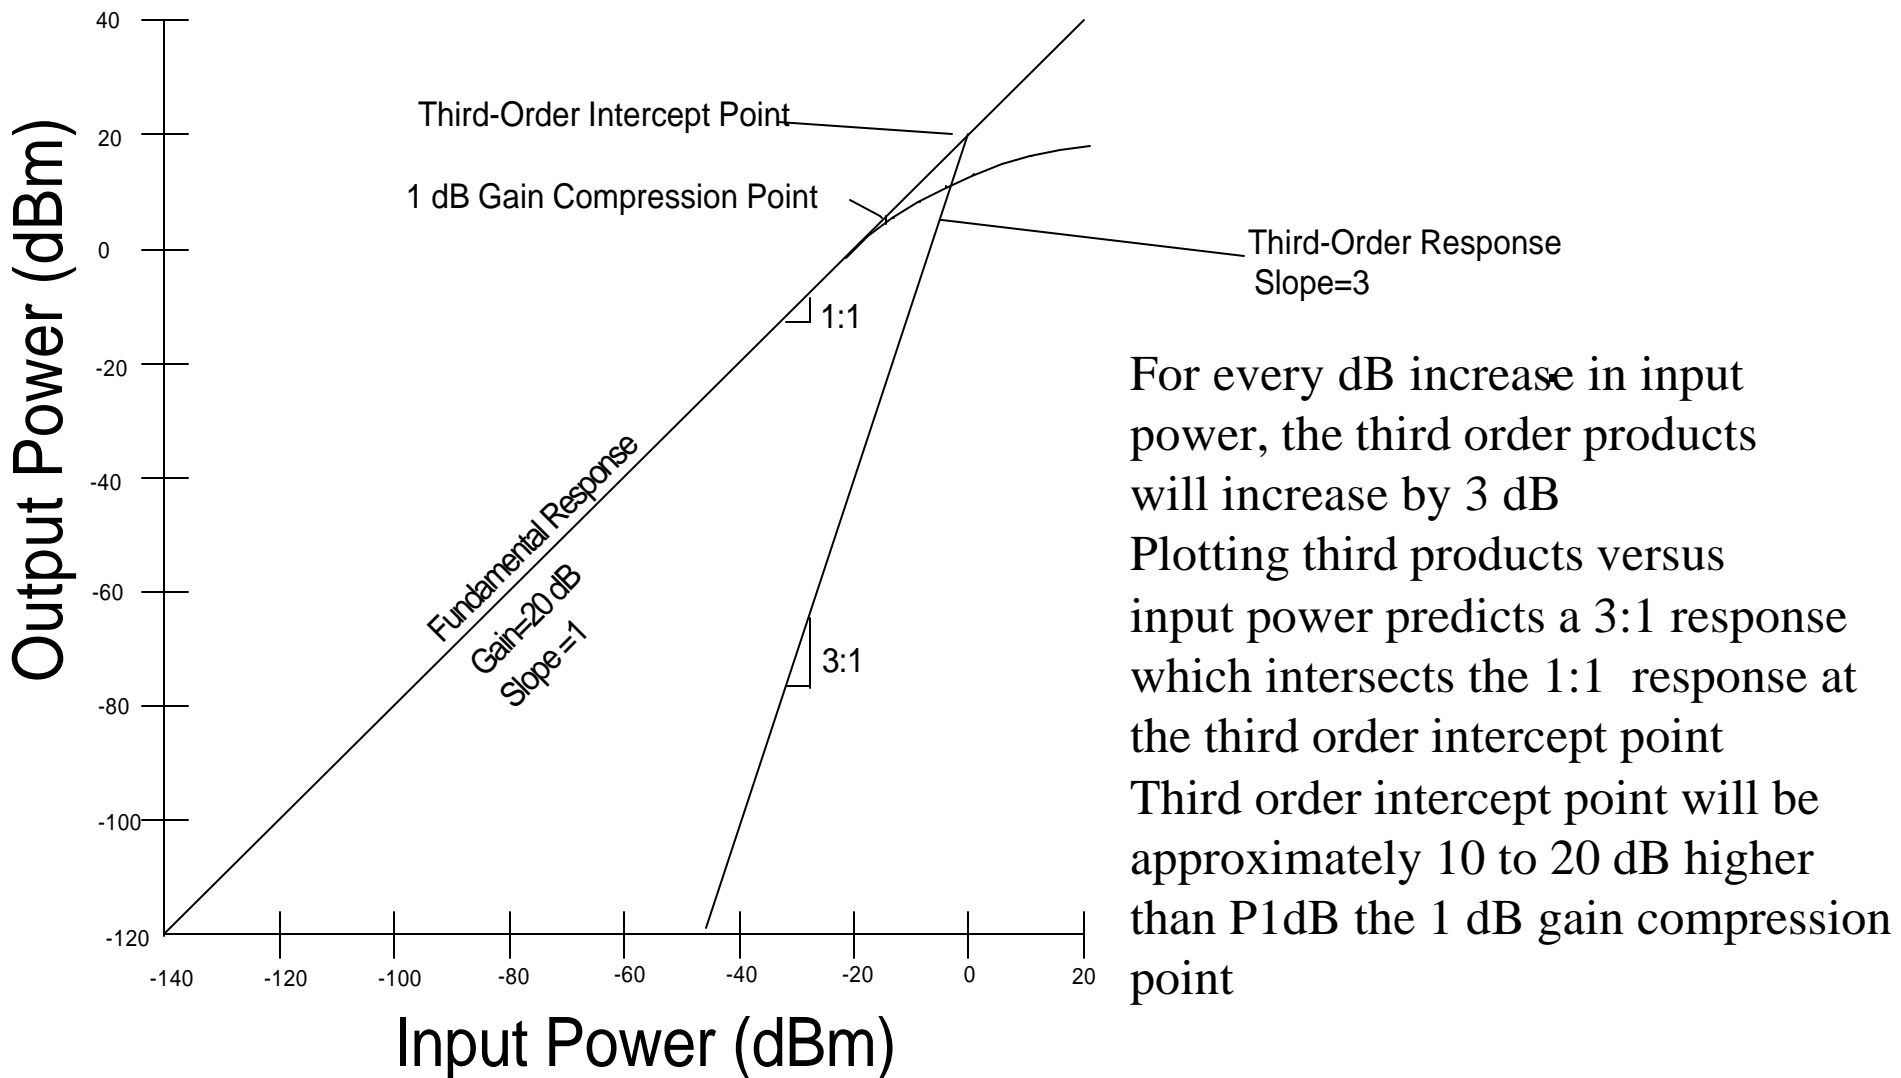 40
20
0
-20
-40
-60
-80
-100
-120
Output Power (dBm)
Third-Order Intercept Point
1 dB Gain Compression Point
Third-Order Response
Slope=3
1:1
Fundamental Response
Gain=20 dB
Slope=1
3:1
-140 -120 -100 -80 -60 -40 -20 0 20
Input Power (dBm)
For every dB increase in input
power, the third order products
will increase by 3 dB
Plotting third products versus
input power predicts a 3:1 response
which intersects the 1:1 response at
the third order intercept point
Third order intercept point will be
approximately 10 to 20 dB higher
than P1dB the 1 dB gain compression
point